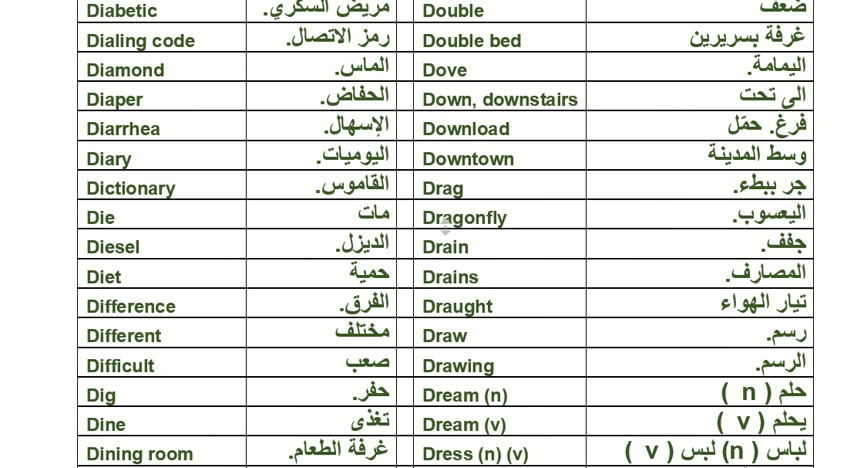 Diabetic مريض السكري. Double ضعف
Dialing code رمز الاتصال. Double bed غرفة بسريرين
Diamond الماس. Dove اليمامة.
Diaper الحفاض. Down, downstairs الى تحت
Diarrhea الإسهال. Download فرغ. حمّل
Diary اليوميات. Downtown وسط المدينة
Dictionary القاموس. Drag جر ببطء.
Die مات Dragonfly اليعسوب.
Diesel الديزل. Drain جفف.
Diet حمية Drains المصارف.
Difference الفرق. Draught تيار الهواء
Different مختلف Draw رسم.
Difficult صعب Drawing الرسم.
Dig حفر. Dream (n) حلم ( n )
Dine تغذى Dream (v) يحلم ( v )
Dining room غرفة الطعام. Dress (n) (v) لباس ( n) لبس ( v )